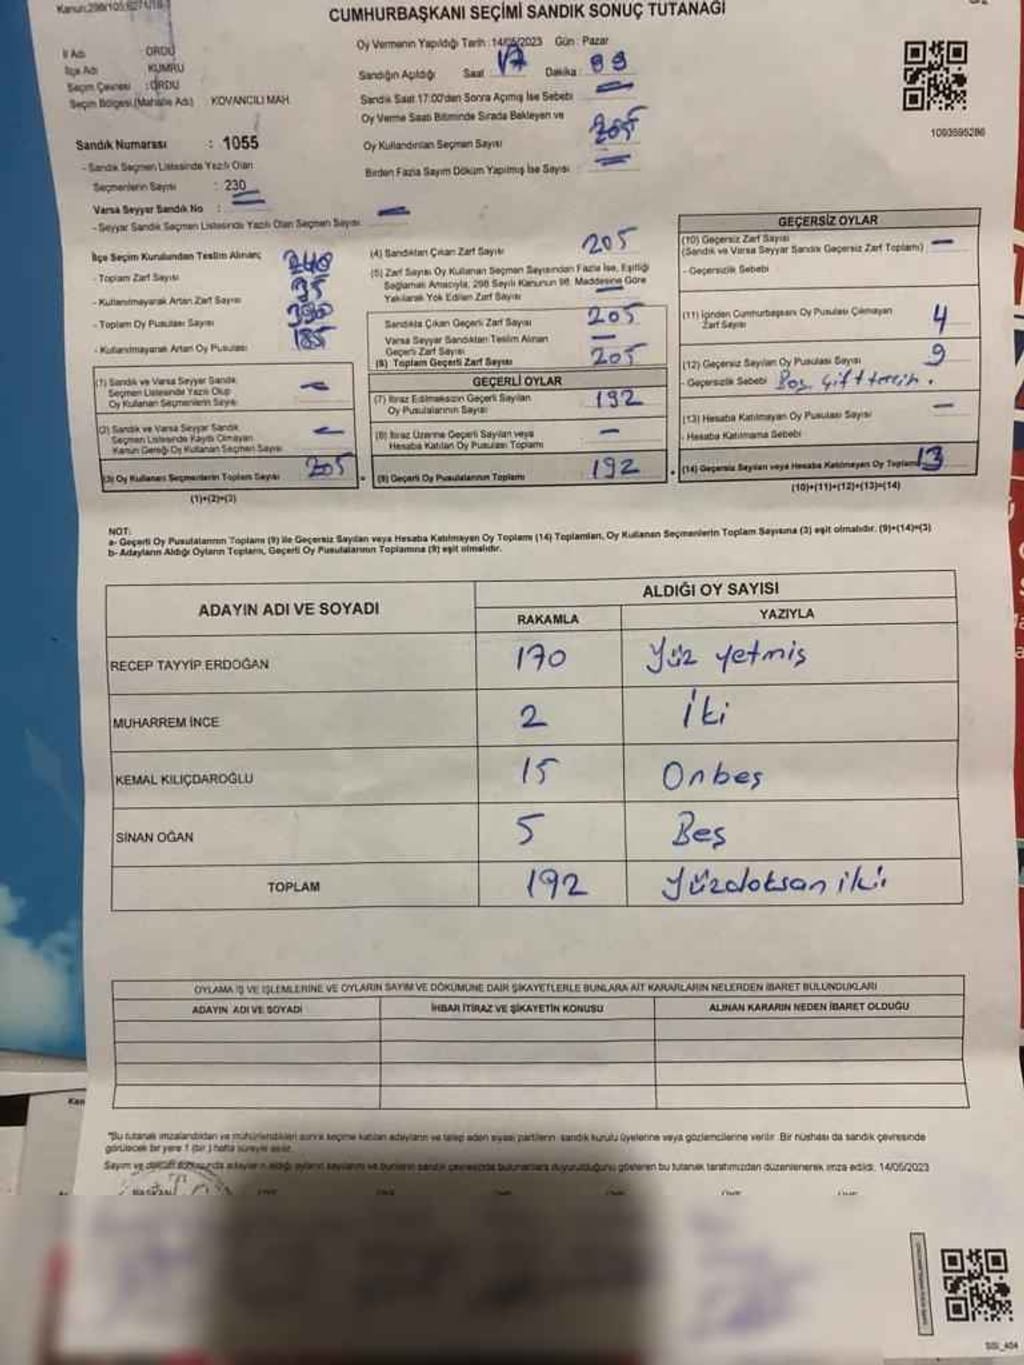 CUMHURBAŞKANI SEÇİMİ SANDIK SONUÇ TUTANAĞI
İl Adı : ORDU
İlçe Adı : KUMRU
Seçim Çevresi : ORDU
Seçim Bölgesi (Mahalle Adı) : KOVANCILI MAH.
Sandık Numarası : 1055
- Sandık Seçmen Listesinde Yazılı Olan
Seçmenlerin Sayısı : 230
Varsa Seyyar Sandık No :
- Seyyar Sandık Seçmen Listesinde Yazılı Olan Seçmen Sayısı
Oy Vermenin Yapıldığı Tarih : 14/05/2023 Gün : Pazar
Sandığın Açıldığı Saat 17 Dakika :
Sandık Saat 17:00'den Sonra Açılmış İse Sebebi
Oy Verme Saati Bitiminde Sırada Bekleyen ve
Oy Kullandırılan Seçmen Sayısı 205
Birden Fazla Sayım Döküm Yapılmış İse Sayısı :
1093595286
İlçe Seçim Kurulundan Teslim Alınan;
- Toplam Zarf Sayısı 240
- Kullanılmayarak Artan Zarf Sayısı 35
- Toplam Oy Pusulası Sayısı
- Kullanılmayarak Artan Oy Pusulası 185
(1) Sandık ve Varsa Seyyar Sandık
Seçmen Listesinde Yazılı Olup
Oy Kullanan Seçmenlerin Sayısı
(2) Sandık ve Varsa Seyyar Sandık
Seçmen Listesinde Kayıtlı Olmayan
Kanun Gereği Oy Kullanan Seçmen Sayısı
(3) Oy Kullanan Seçmenlerin Toplam Sayısı 205
(1)+(2)=(3)
(4) Sandıktan Çıkan Zarf Sayısı 205
(5) Zarf Sayısı Oy Kullanan Seçmen Sayısından Fazla İse, Eşitliği
Sağlamak Amacıyla, 298 Sayılı Kanunun 98. Maddesine Göre
Yakılarak Yok Edilen Zarf Sayısı
Sandıkta Çıkan Geçerli Zarf Sayısı 205
Varsa Seyyar Sandıktan Teslim Alınan
Geçerli Zarf Sayısı
(6) Toplam Geçerli Zarf Sayısı 205
GEÇERLİ OYLAR
(7) İtiraz Edilmeksizin Geçerli Sayılan
Oy Pusulalarının Sayısı 192
(8) İtiraz Üzerine Geçerli Sayılan veya
Hesaba Katılan Oy Pusulası Toplamı
(9) Geçerli Oy Pusulalarının Toplamı 192
GEÇERSİZ OYLAR
(10) Geçersiz Zarf Sayısı
(Sandık ve Varsa Seyyar Sandık Geçersiz Zarf Toplamı)
- Geçersizlik Sebebi
(11) İçinden Cumhurbaşkanı Oy Pusulası Çıkmayan
Zarf Sayısı 4
(12) Geçersiz Sayılan Oy Pusulası Sayısı 9
- Geçersizlik Sebebi Boş, Çift tercih.
(13) Hesaba Katılmayan Oy Pusulası Sayısı
- Hesaba Katılmama Sebebi
(14) Geçersiz Sayılan veya Hesaba Katılmayan Oy Toplamı 13
(10)+(11)+(12)+(13)=(14)
NOT:
a- Geçerli Oy Pusulalarının Toplamı (9) ile Geçersiz Sayılan veya Hesaba Katılmayan Oy Toplamı (14) Toplamları, Oy Kullanan Seçmenlerin Toplam Sayısına (3) eşit olmalıdır. (9)+(14)=(3)
b- Adayların Aldığı Oyların Toplamı, Geçerli Oy Pusulalarının Toplamına (9) eşit olmalıdır.
ADAYIN ADI VE SOYADI ALDIĞI OY SAYISI
RAKAMLA YAZIYLA
RECEP TAYYİP ERDOĞAN 170 Yüz yetmiş
MUHARREM İNCE 2 İki
KEMAL KILIÇDAROĞLU 15 Onbeş
SİNAN OĞAN 5 Beş
TOPLAM 192 Yüzdoksan iki
OYLAMA İŞ VE İŞLEMLERİNE VE OYLARIN SAYIM VE DÖKÜMÜNE DAİR ŞİKAYETLERLE BUNLARA AİT KARARLARIN NELERDEN İBARET BULUNDUKLARI
ADAYIN ADI VE SOYADI İHBAR İTİRAZ VE ŞİKAYETİN KONUSU ALINAN KARARIN NEDEN İBARET OLDUĞU
*Bu tutanak imzalandıktan ve mühürlendikten sonra seçime katılan adayların ve talep eden siyasi partilerin sandık kurulu üyelerine veya gözlemcilerine verilir. Bir nüshası da sandık çevresinde
görülecek bir yere 1 (bir) hafta süreyle asılır.
Sayım ve döküm sonucunda adayların aldığı oyların sayılarını ve bunların sandık çevresinde bulunanlara duyurulduğunu gösteren bu tutanak tarafımızdan düzenlenerek imza edildi. 14/05/2023
BAŞKAN